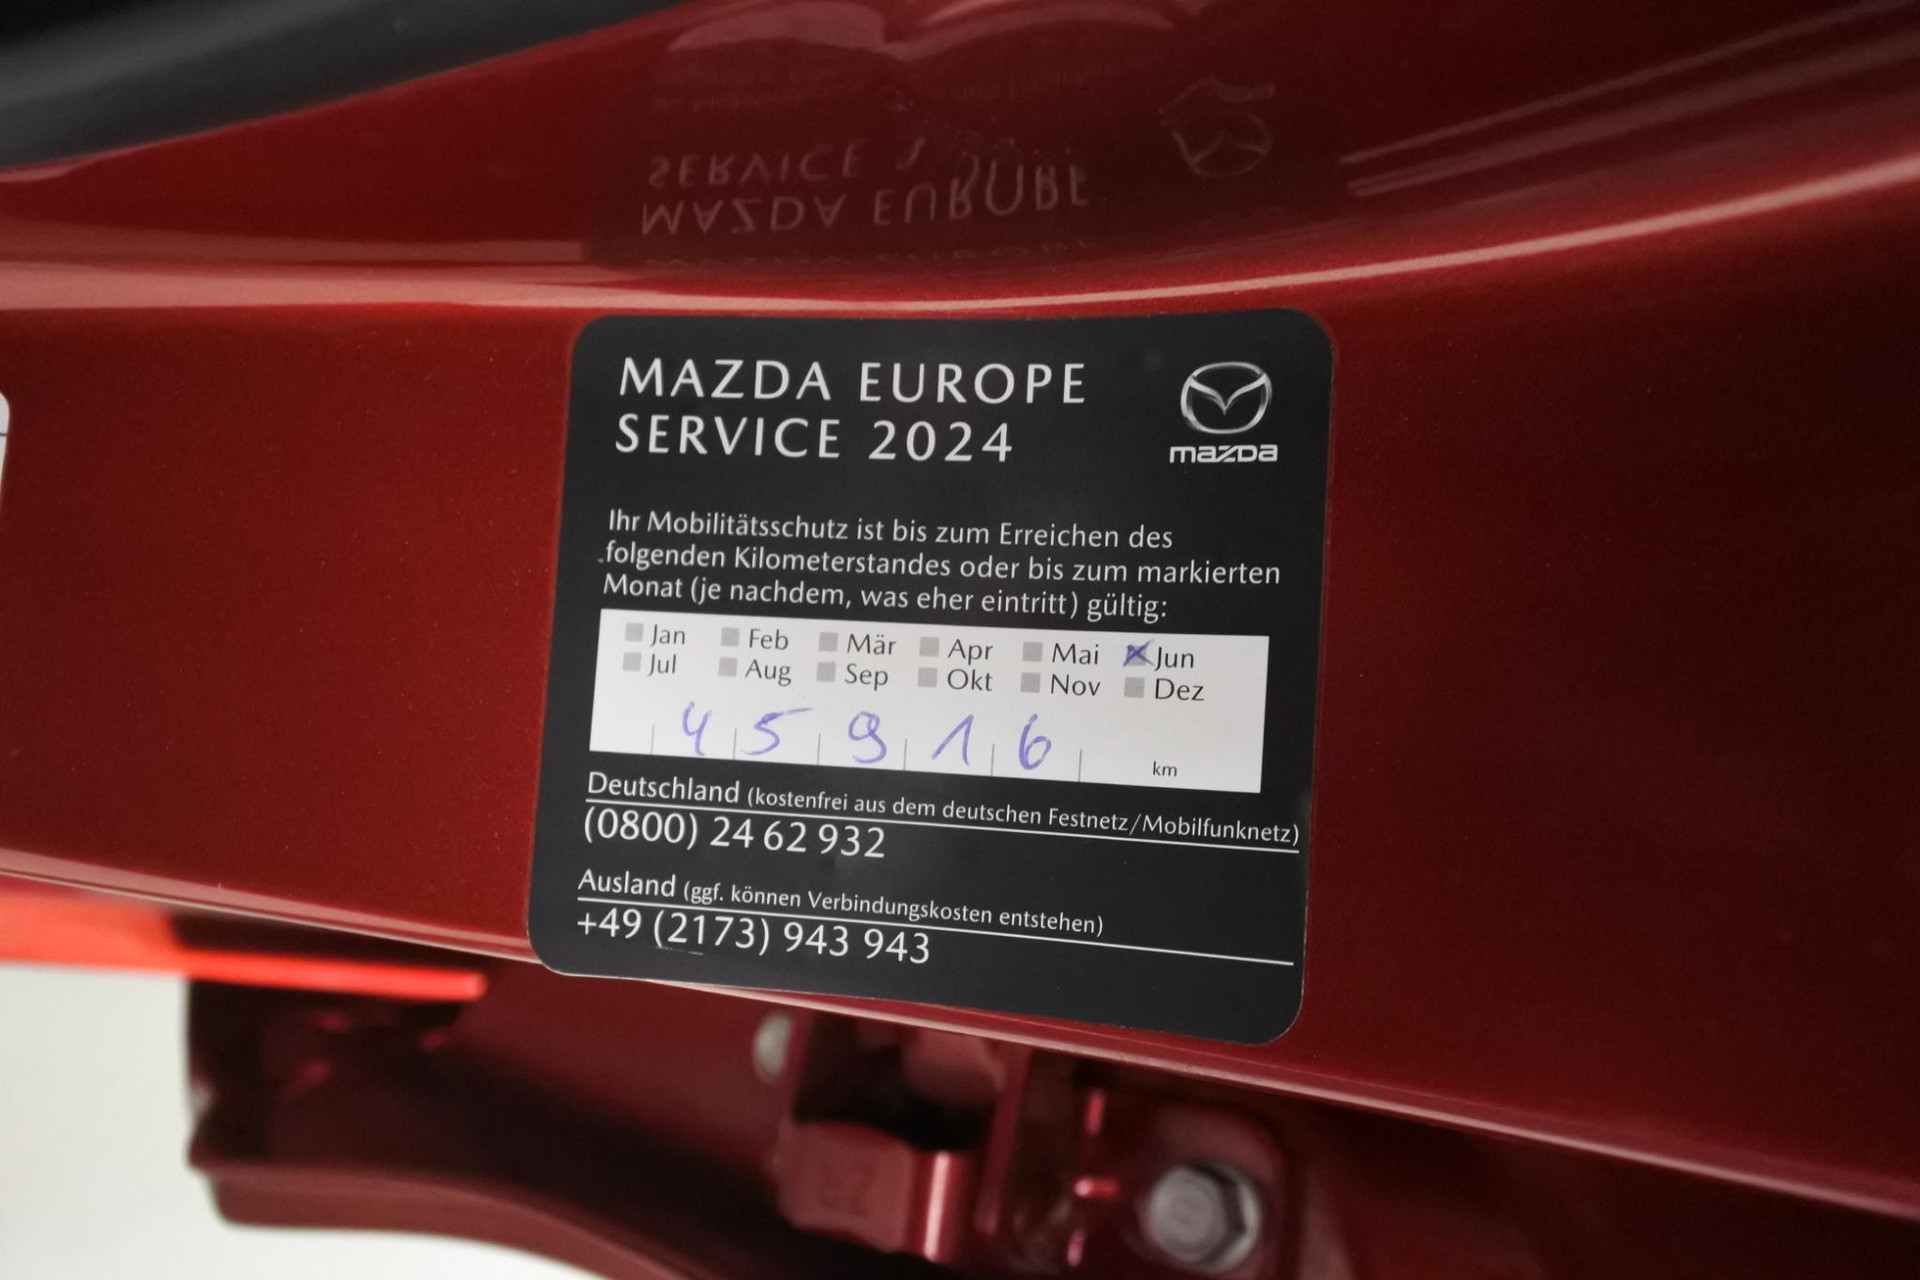 MAZDA EUROPE
SERVICE 2024
mazda
Ihr Mobilitätsschutz ist bis zum Erreichen des
folgenden Kilometerstandes oder bis zum markierten
Monat (je nachdem, was eher eintritt) gültig:
Jan Feb Mär Apr Mai Jun
Jul Aug Sep Okt Nov Dez
4 5 9 1 6 km
Deutschland (kostenfrei aus dem deutschen Festnetz/Mobilfunknetz)
(0800) 24 62 932
Ausland (ggf. können Verbindungskosten entstehen)
+49 (2173) 943 943